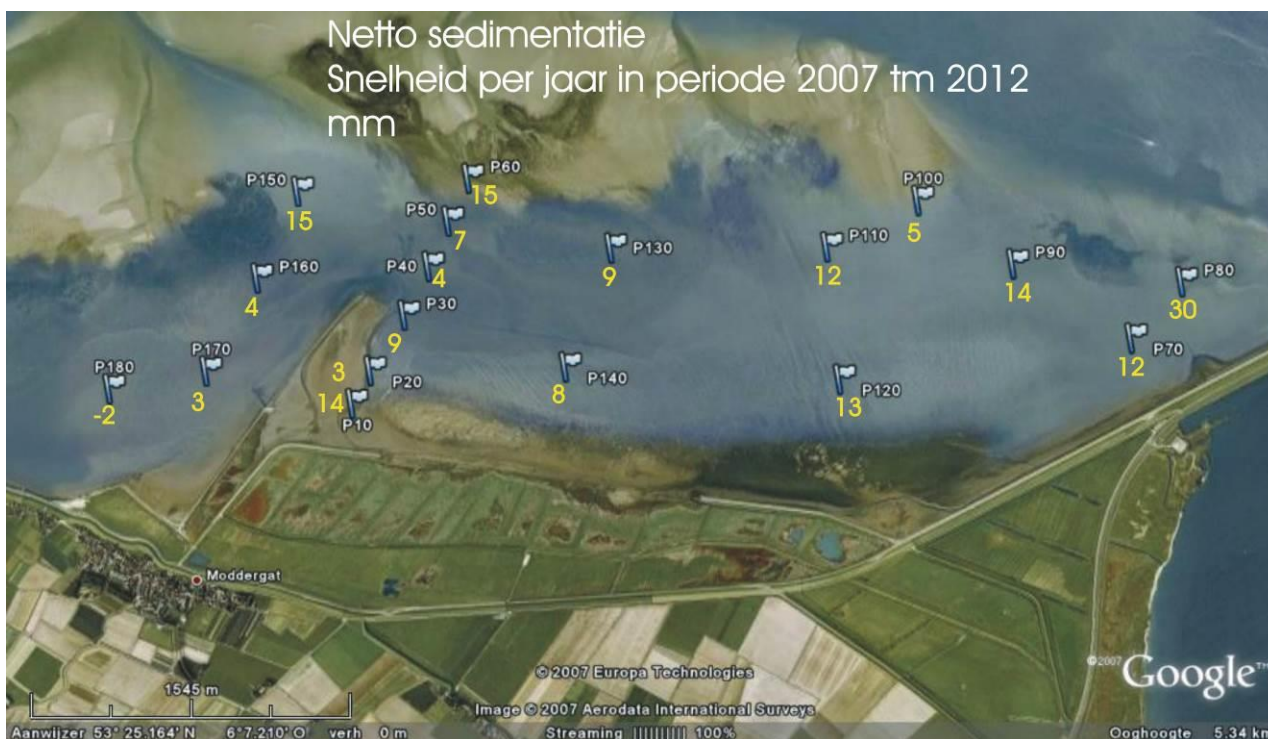 Netto sedimentatie
Snelheid per jaar in periode 2007 tm 2012
mm
P150
15
P60
15
P50
7
P100
5
P160
4
P40
4
P130
9
P110
12
P90
14
P80
30
P30
9
P180
-2
P170
3
3
P20
14
P10
P140
8
P120
13
P70
12
Moddergat
© 2007 Europa Technologies
©2007 Google™
1545 m
Image © 2007 Aerodata International Surveys
Aanwijzer 53° 25.164' N 6°7.210' O verh 0 m Streaming ||||||||| 100% Ooghoogte 5.34 km